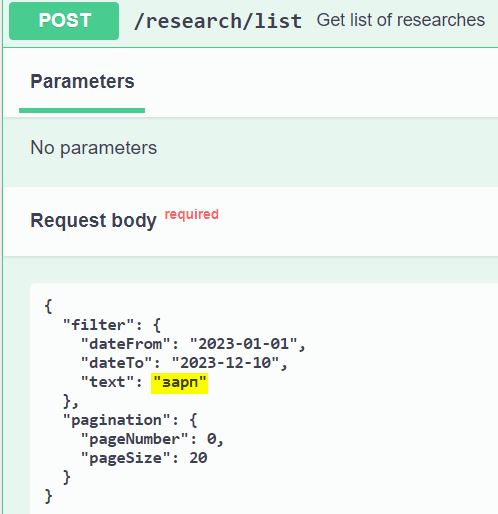 POST /research/list Get list of researches
Parameters
No parameters
Request body required
{
"filter": {
"dateFrom": "2023-01-01",
"dateTo": "2023-12-10",
"text": "зарп"
},
"pagination": {
"pageNumber": 0,
"pageSize": 20
}
}